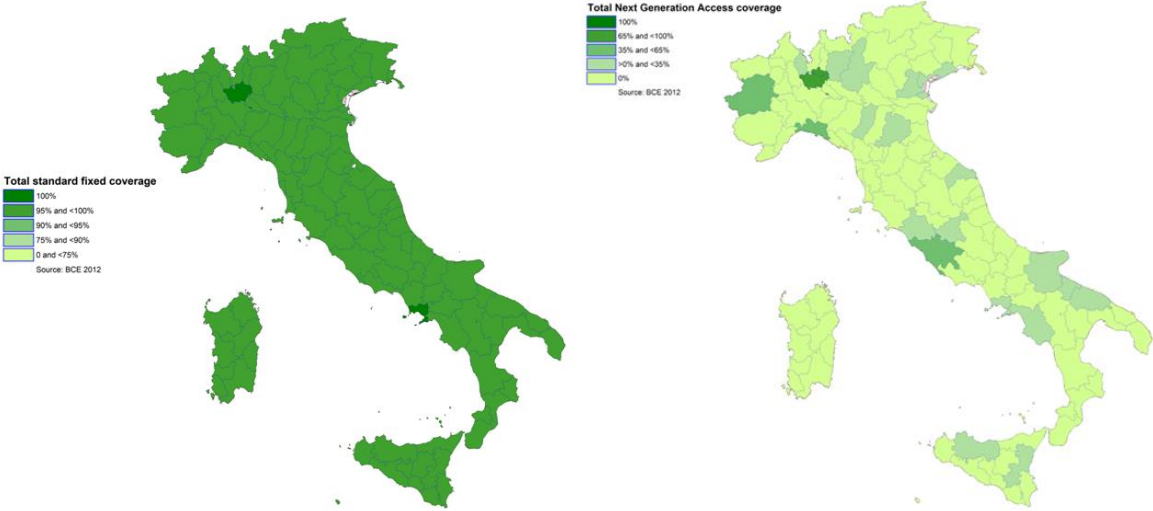 Total standard fixed coverage
100%
95% and <100%
90% and <95%
75% and <90%
0 and <75%
Source: BCE 2012
Total Next Generation Access coverage
100%
65% and <100%
35% and <65%
>0% and <35%
0%
Source: BCE 2012